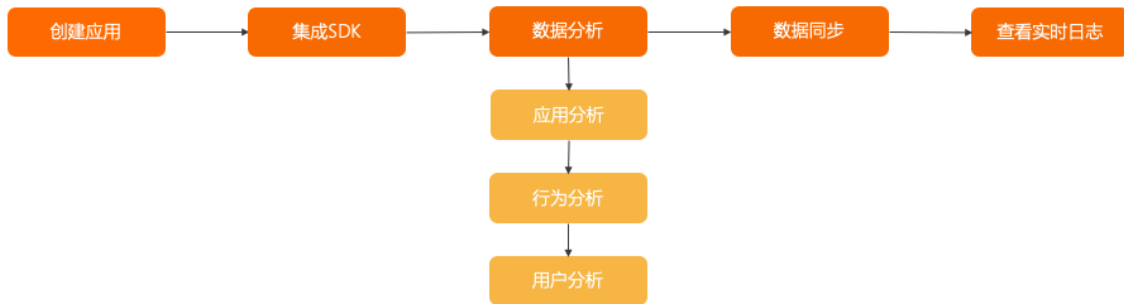 创建应用
集成SDK
数据分析
数据同步
查看实时日志
应用分析
行为分析
用户分析